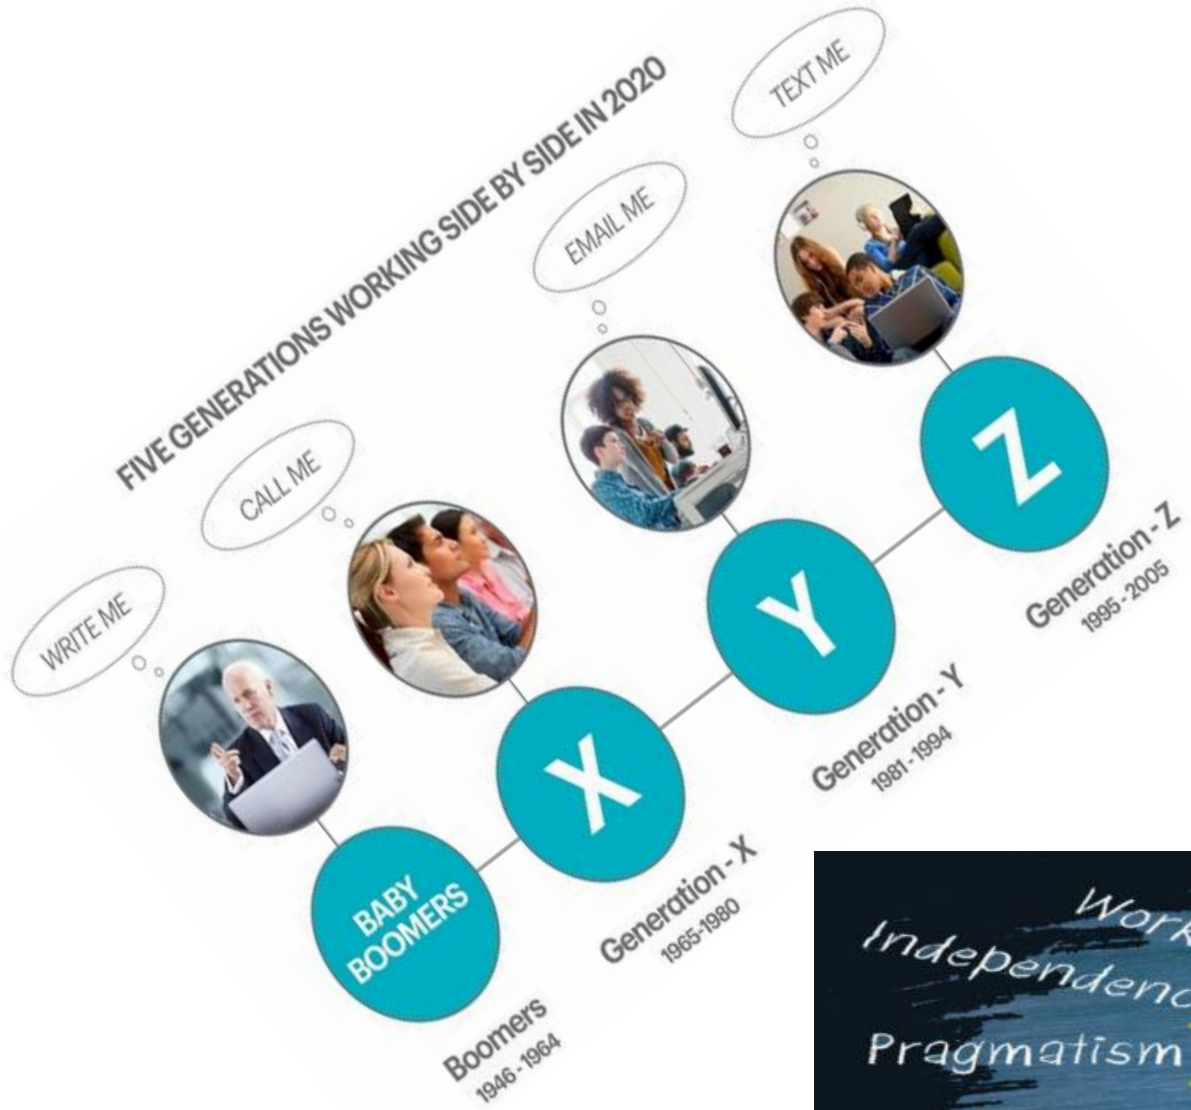 FIVE GENERATIONS WORKING SIDE BY SIDE IN 2020
WRITE ME
CALL ME
EMAIL ME
TEXT ME
BABY
BOOMERS
X
Y
Z
Boomers
1946 - 1964
Generation - X
1965-1980
Generation - Y
1981 - 1994
Generation - Z
1995 - 2005
Work
Independenc
Pragmatism